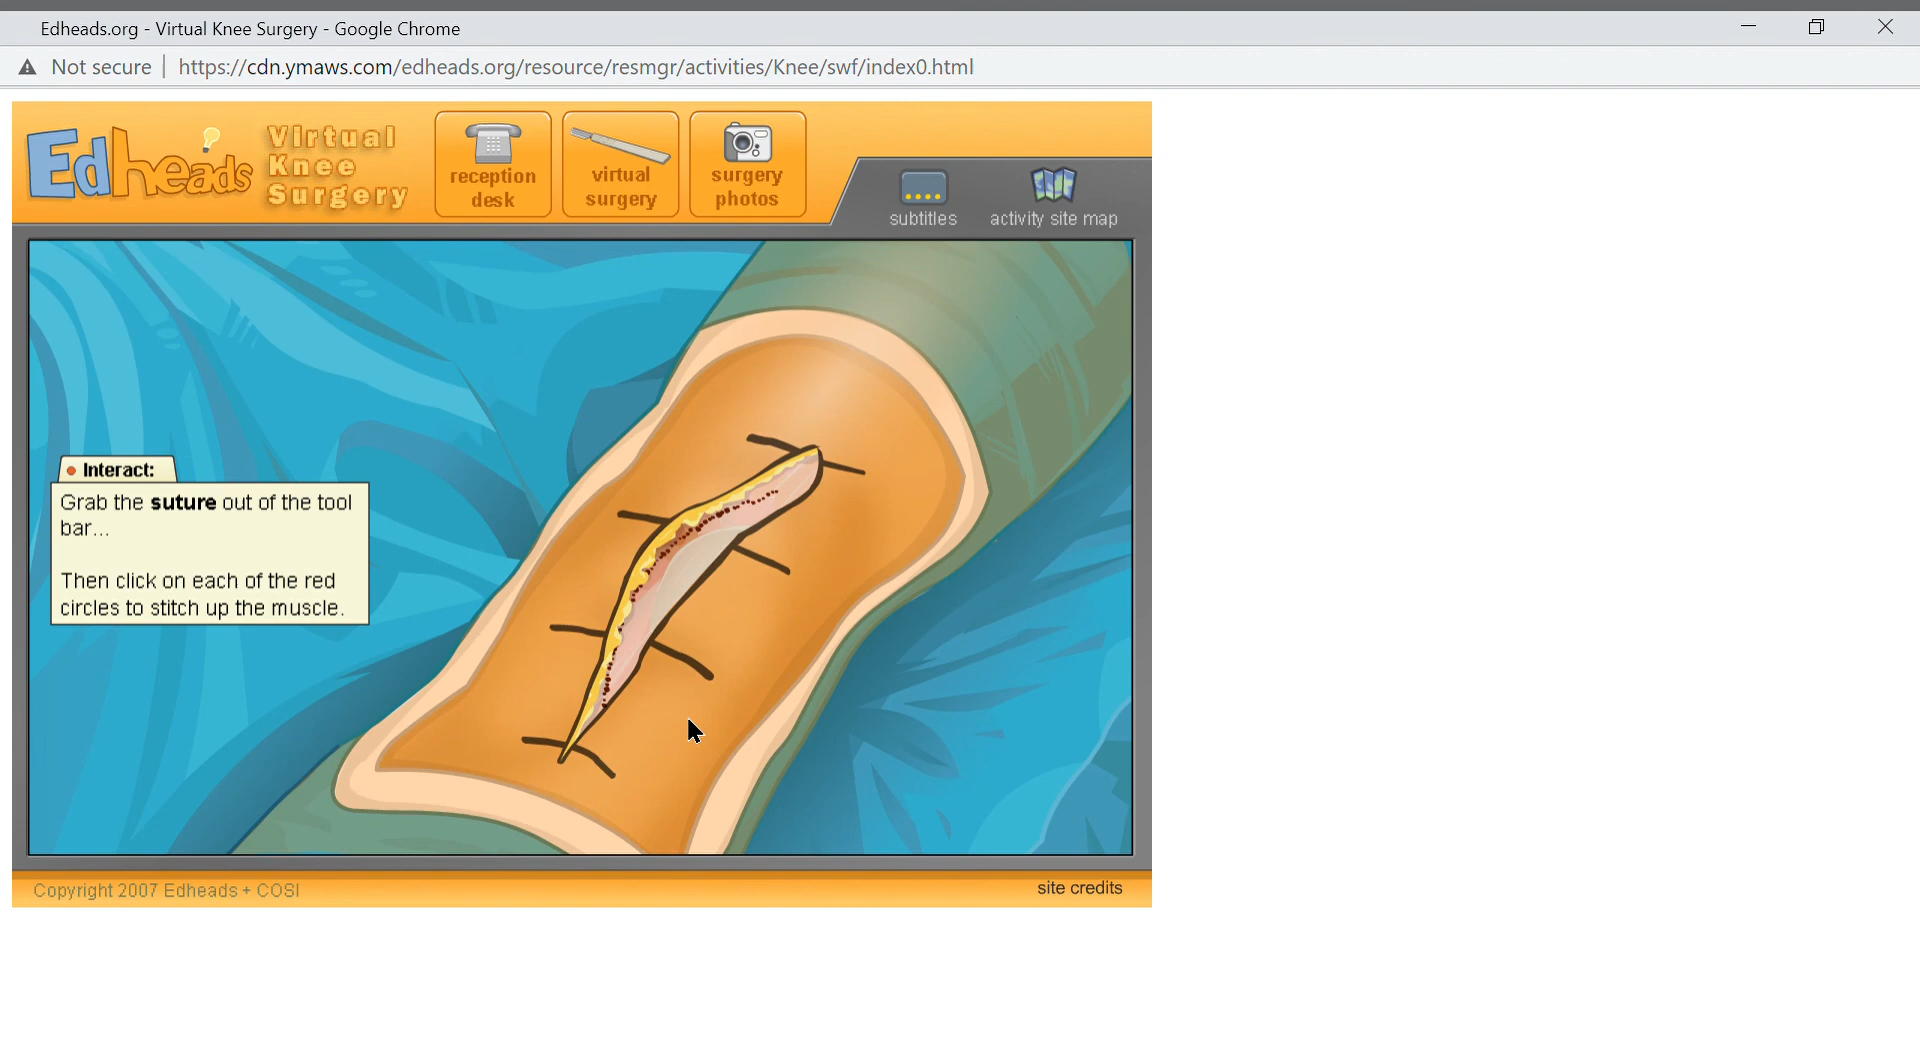 Edheads.org - Virtual Knee Surgery - Google Chrome
Not secure
https://cdn.ymaws.com/edheads.org/resource/resmgr/activities/Knee/swf/index0.html
Edheads
Virtual
Knee
Surgery
reception
desk
virtual
surgery
surgery
photos
subtitles
activity site map
Interact:
Grab the suture out of the tool
bar...
Then click on each of the red
circles to stitch up the muscle.
Copyright 2007 Edheads + COSI
site credits